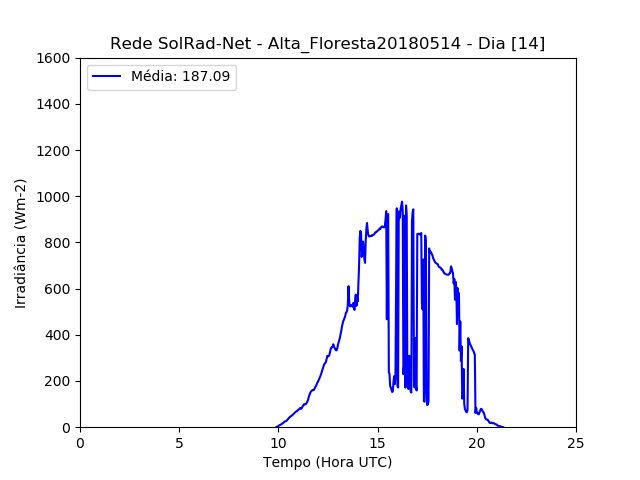 Rede SolRad-Net - Alta_Floresta20180514 - Dia [14]
Média: 187.09
Irradiância (Wm-2)
1600
1400
1200
1000
800
600
400
200
0
0 5 10 15 20 25
Tempo (Hora UTC)